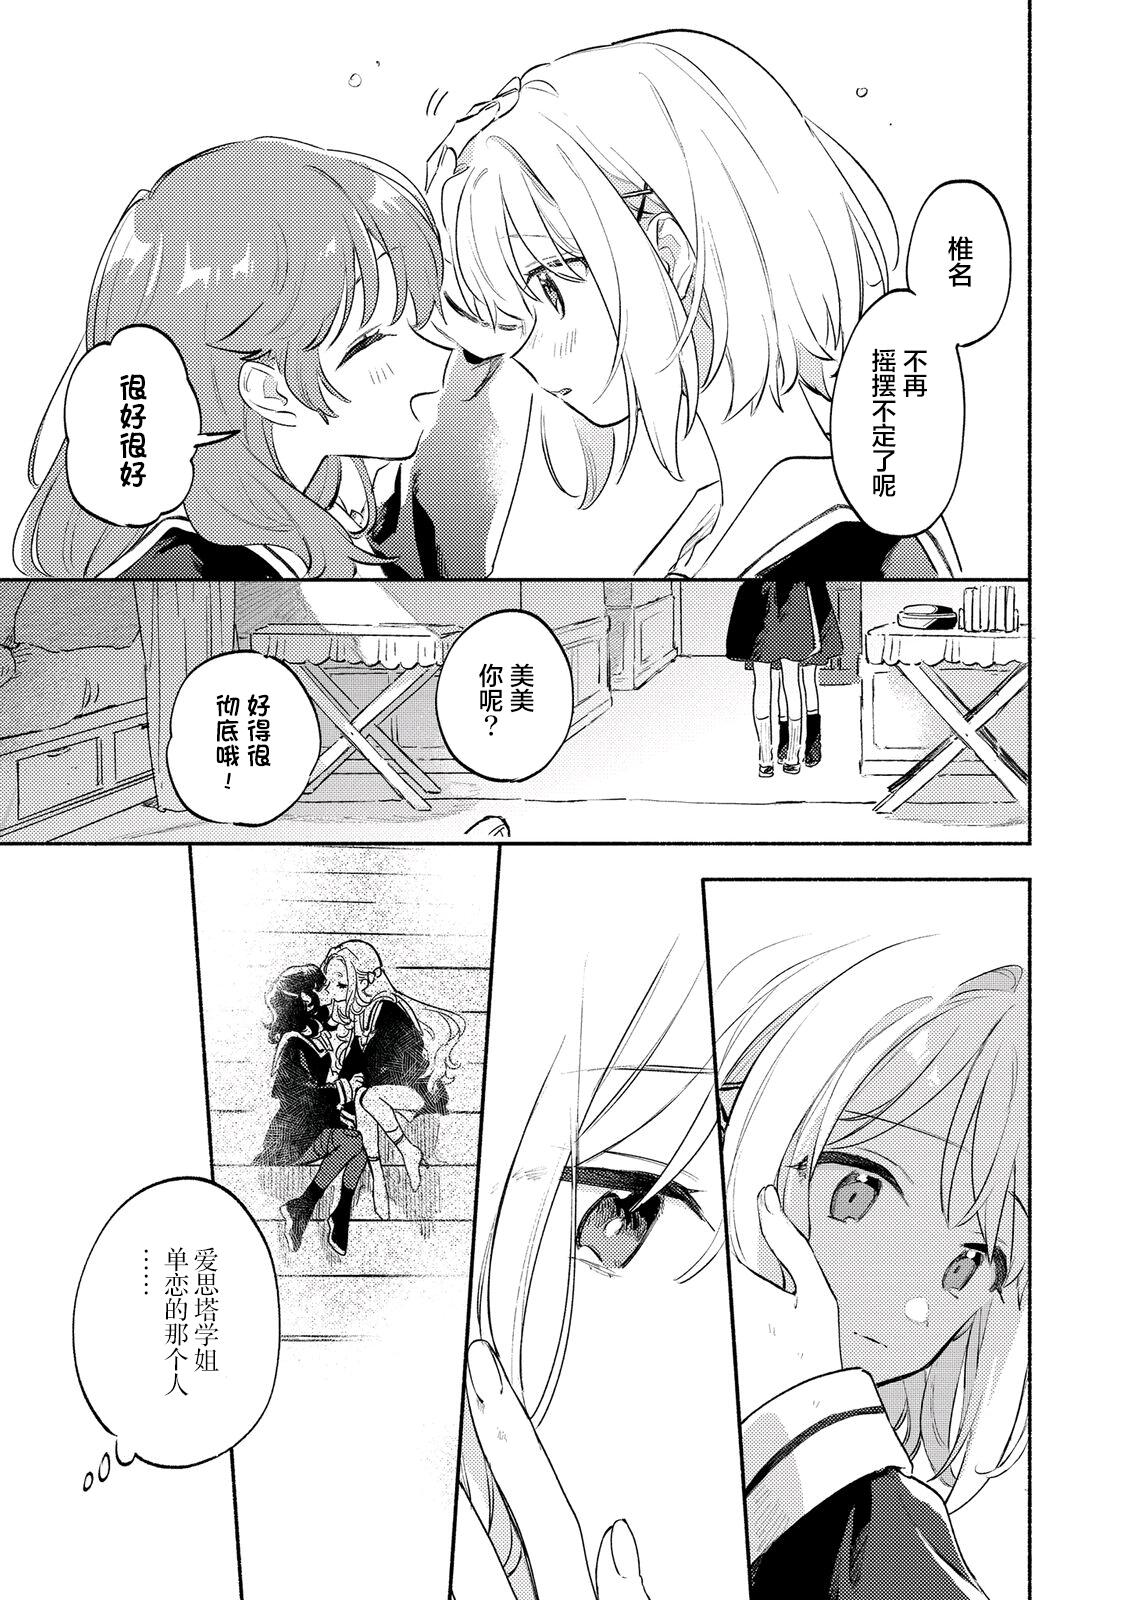 椎名
不再
摇摆不定了呢
很好很好
美美
你呢？
好得很
彻底哦！
爱思塔学姐
单恋的那个人
……